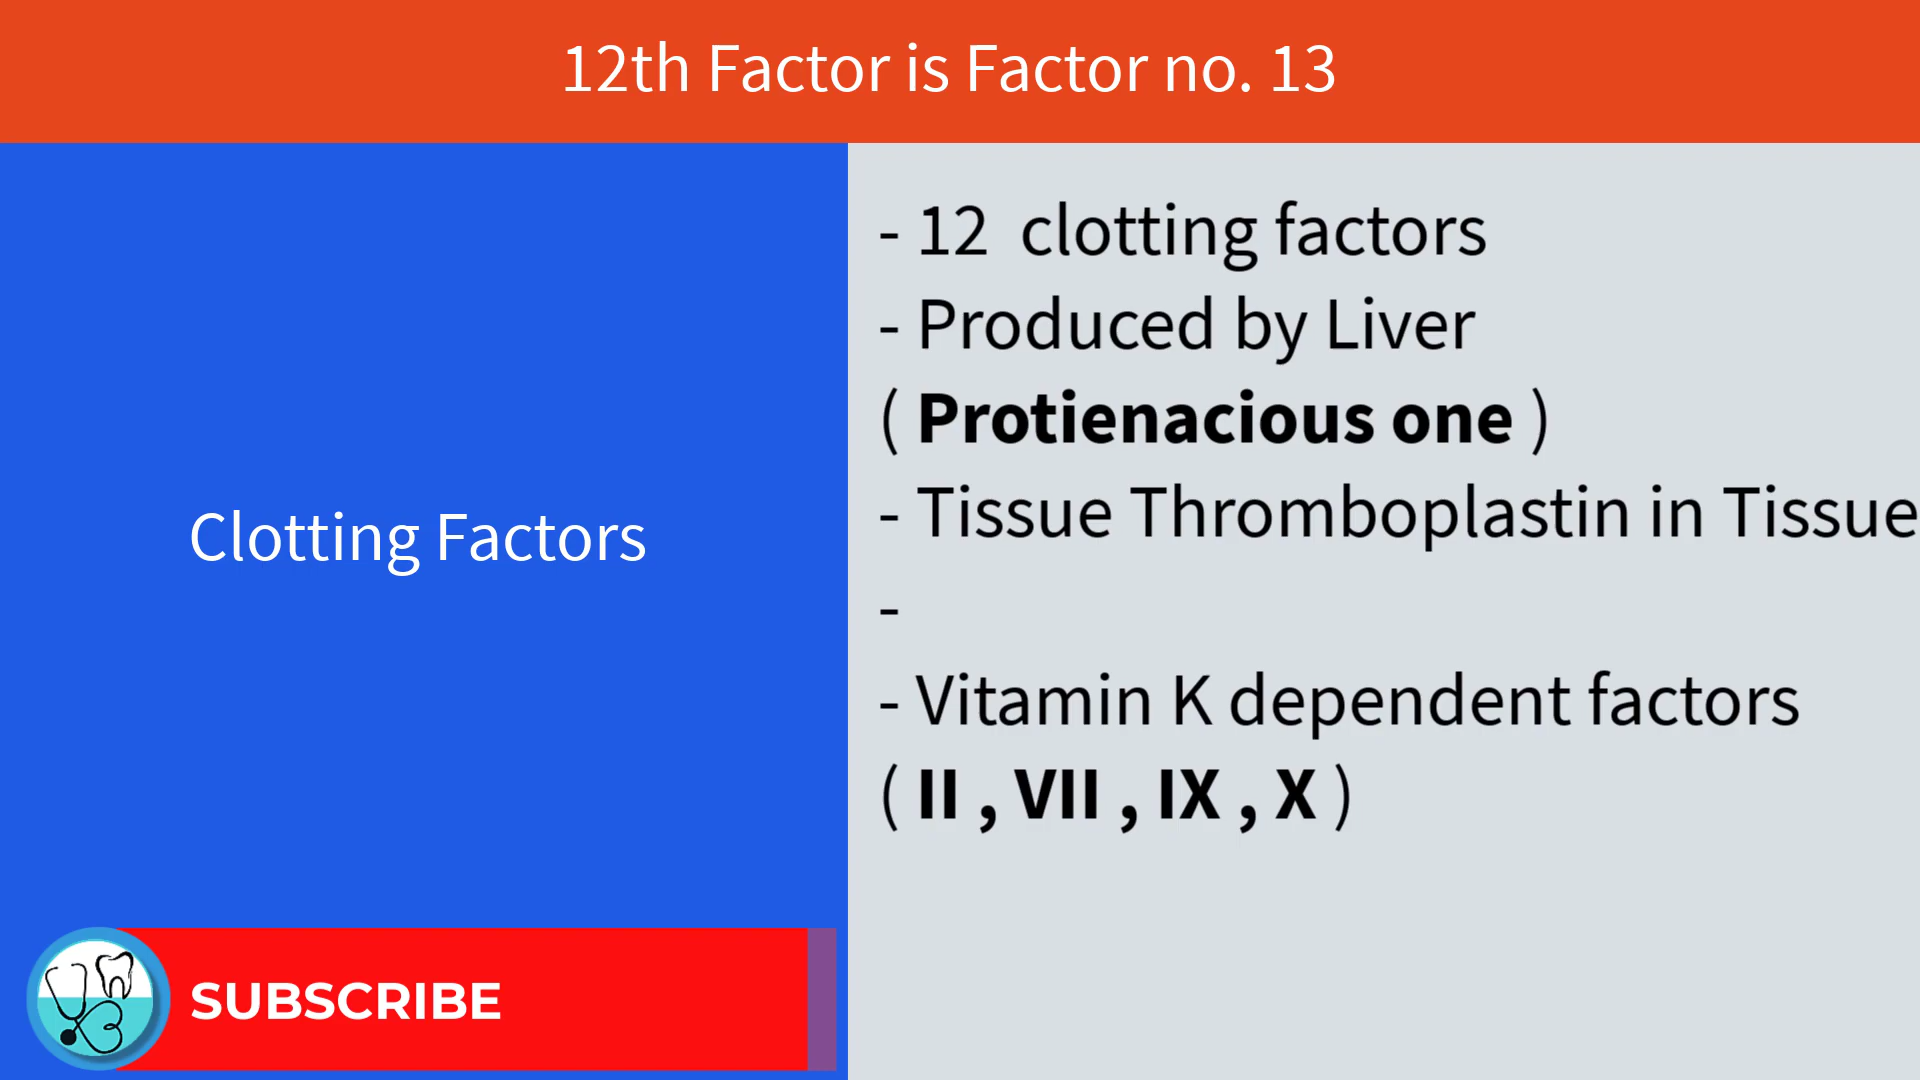 12th Factor is Factor no. 13
Clotting Factors
- 12  clotting factors
- Produced by Liver
( Protienacious one )
- Tissue Thromboplastin in Tissue
-
- Vitamin K dependent factors
( II , VII , IX , X )
SUBSCRIBE